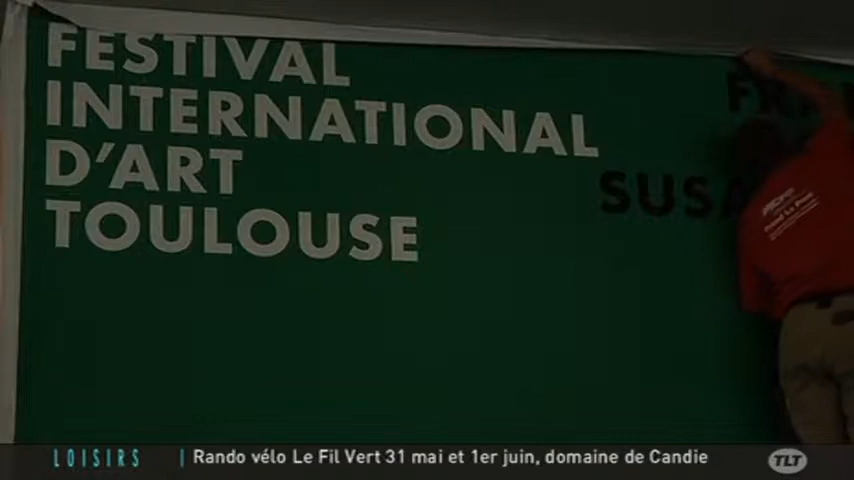 FESTIVAL
INTERNATIONAL
D'ART
TOULOUSE
LOISIRS | Rando vélo Le Fil Vert 31 mai et 1er juin, domaine de Candie
TLT